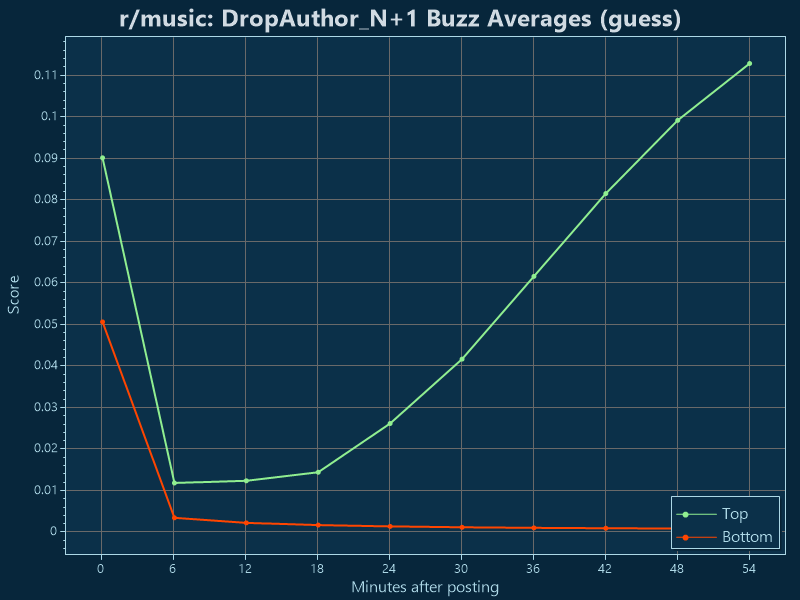 r/music: DropAuthor_N+1 Buzz Averages (guess)
0.11
0.1
0.09
0.08
0.07
0.06
0.05
0.04
0.03
0.02
0.01
0
Score
Top
Bottom
0 6 12 18 24 30 36 42 48 54
Minutes after posting